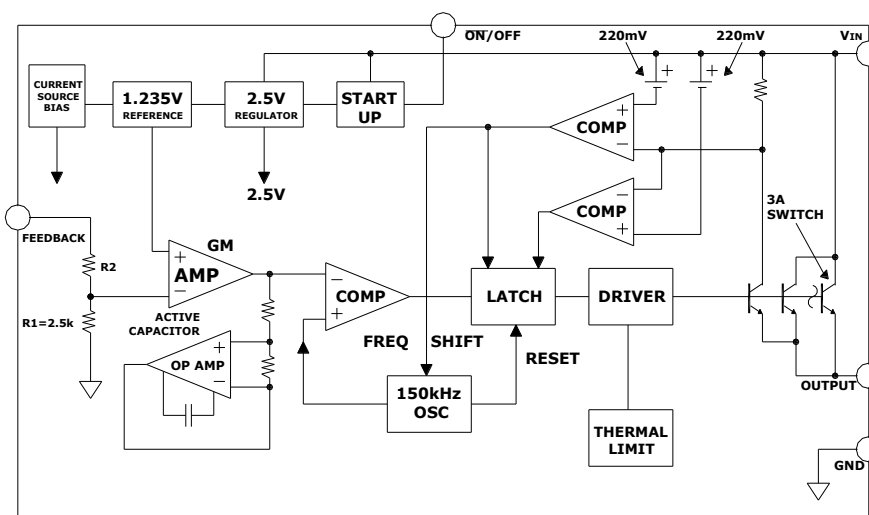 ON/OFF
220mV
220mV
VIN
CURRENT
SOURCE
BIAS
1.235V
REFERENCE
2.5V
REGULATOR
START
UP
+
+
+
COMP
−
2.5V
−
COMP
+
3A
SWITCH
FEEDBACK
R2
GM
+
AMP
−
−
COMP
+
LATCH
DRIVER
R1=2.5k
ACTIVE
CAPACITOR
+
OP AMP
−
FREQ SHIFT
RESET
150kHz
OSC
OUTPUT
THERMAL
LIMIT
GND